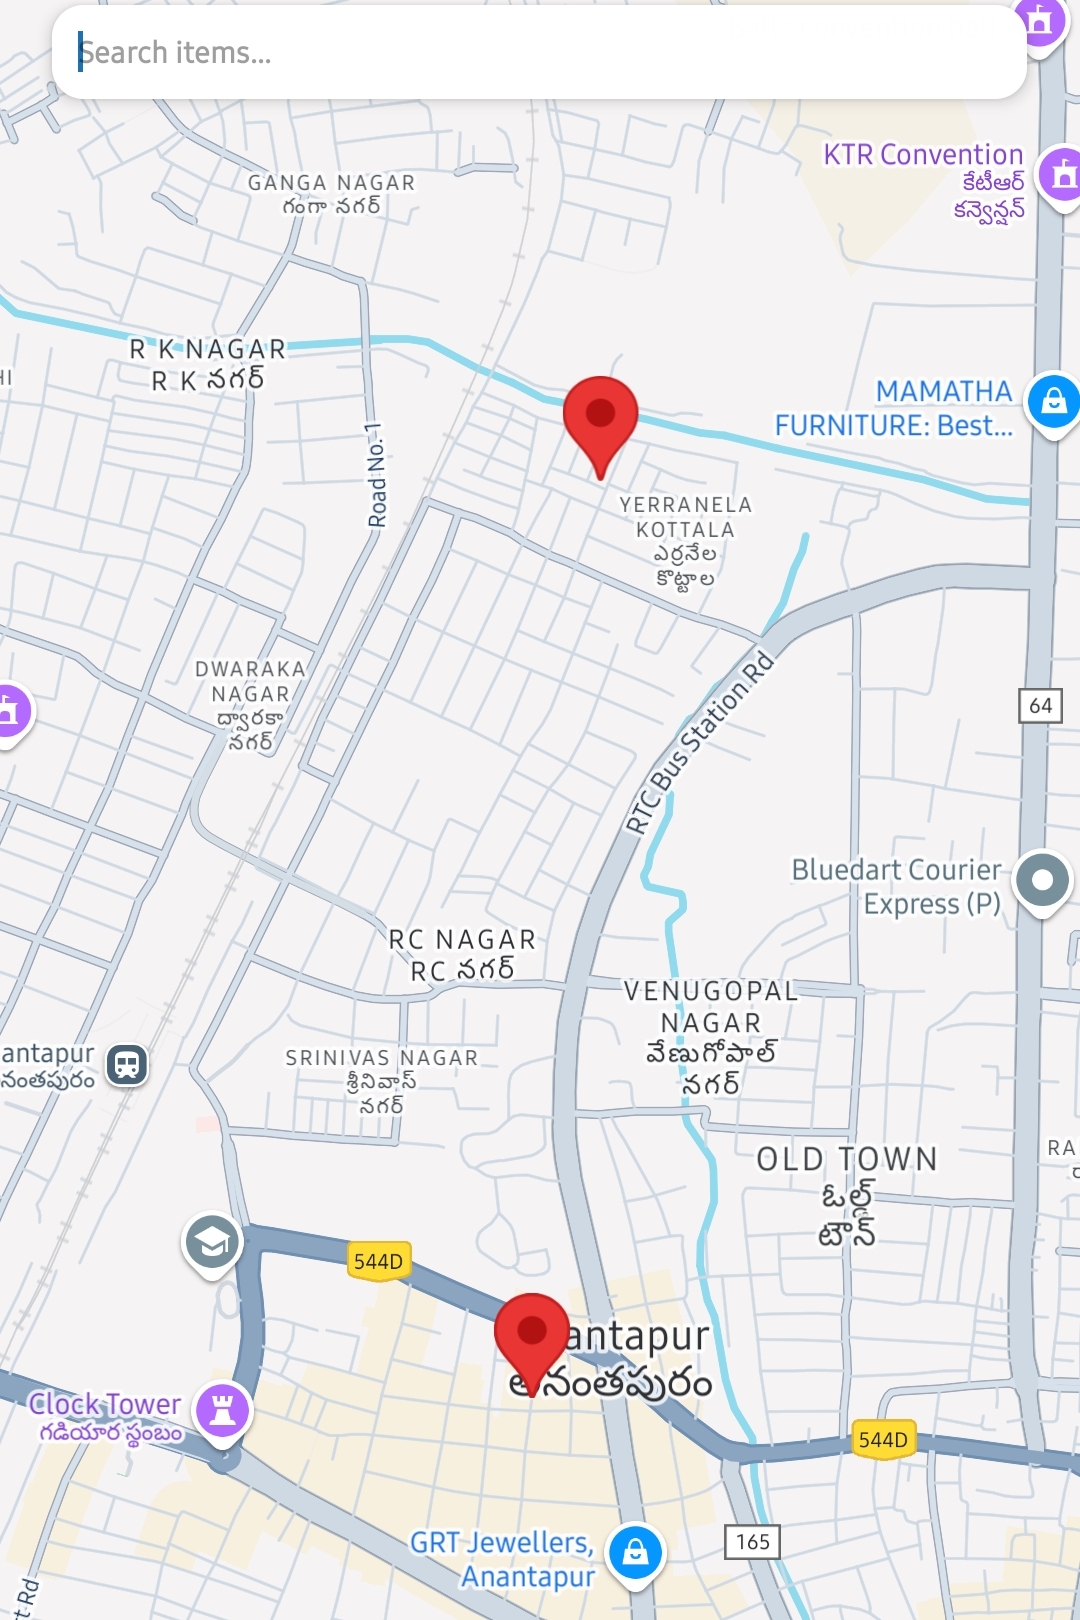 Search items...
KTR Convention
కేటీఆర్
కన్వెన్షన్
GANGA NAGAR
గంగా నగర్
R K NAGAR
R K నగర్
HI
MAMATHA
FURNITURE: Best...
Road No. 1
YERRANELA
KOTTALA
ఎర్రనేల
కొట్టాల
DWARAKA
NAGAR
ద్వారకా
నగర్
RTC Bus Station Rd
64
Bluedart Courier
Express (P)
RC NAGAR
RC నగర్
VENUGOPAL
NAGAR
వేణుగోపాల్
నగర్
antapur
నంతపురం
SRINIVAS NAGAR
శ్రీనివాస్
నగర్
RA
OLD TOWN
ఓల్డ్
టౌన్
544D
antapur
అనంతపురం
Clock Tower
గడియార స్థంబం
544D
GRT Jewellers,
Anantapur
165
t Rd